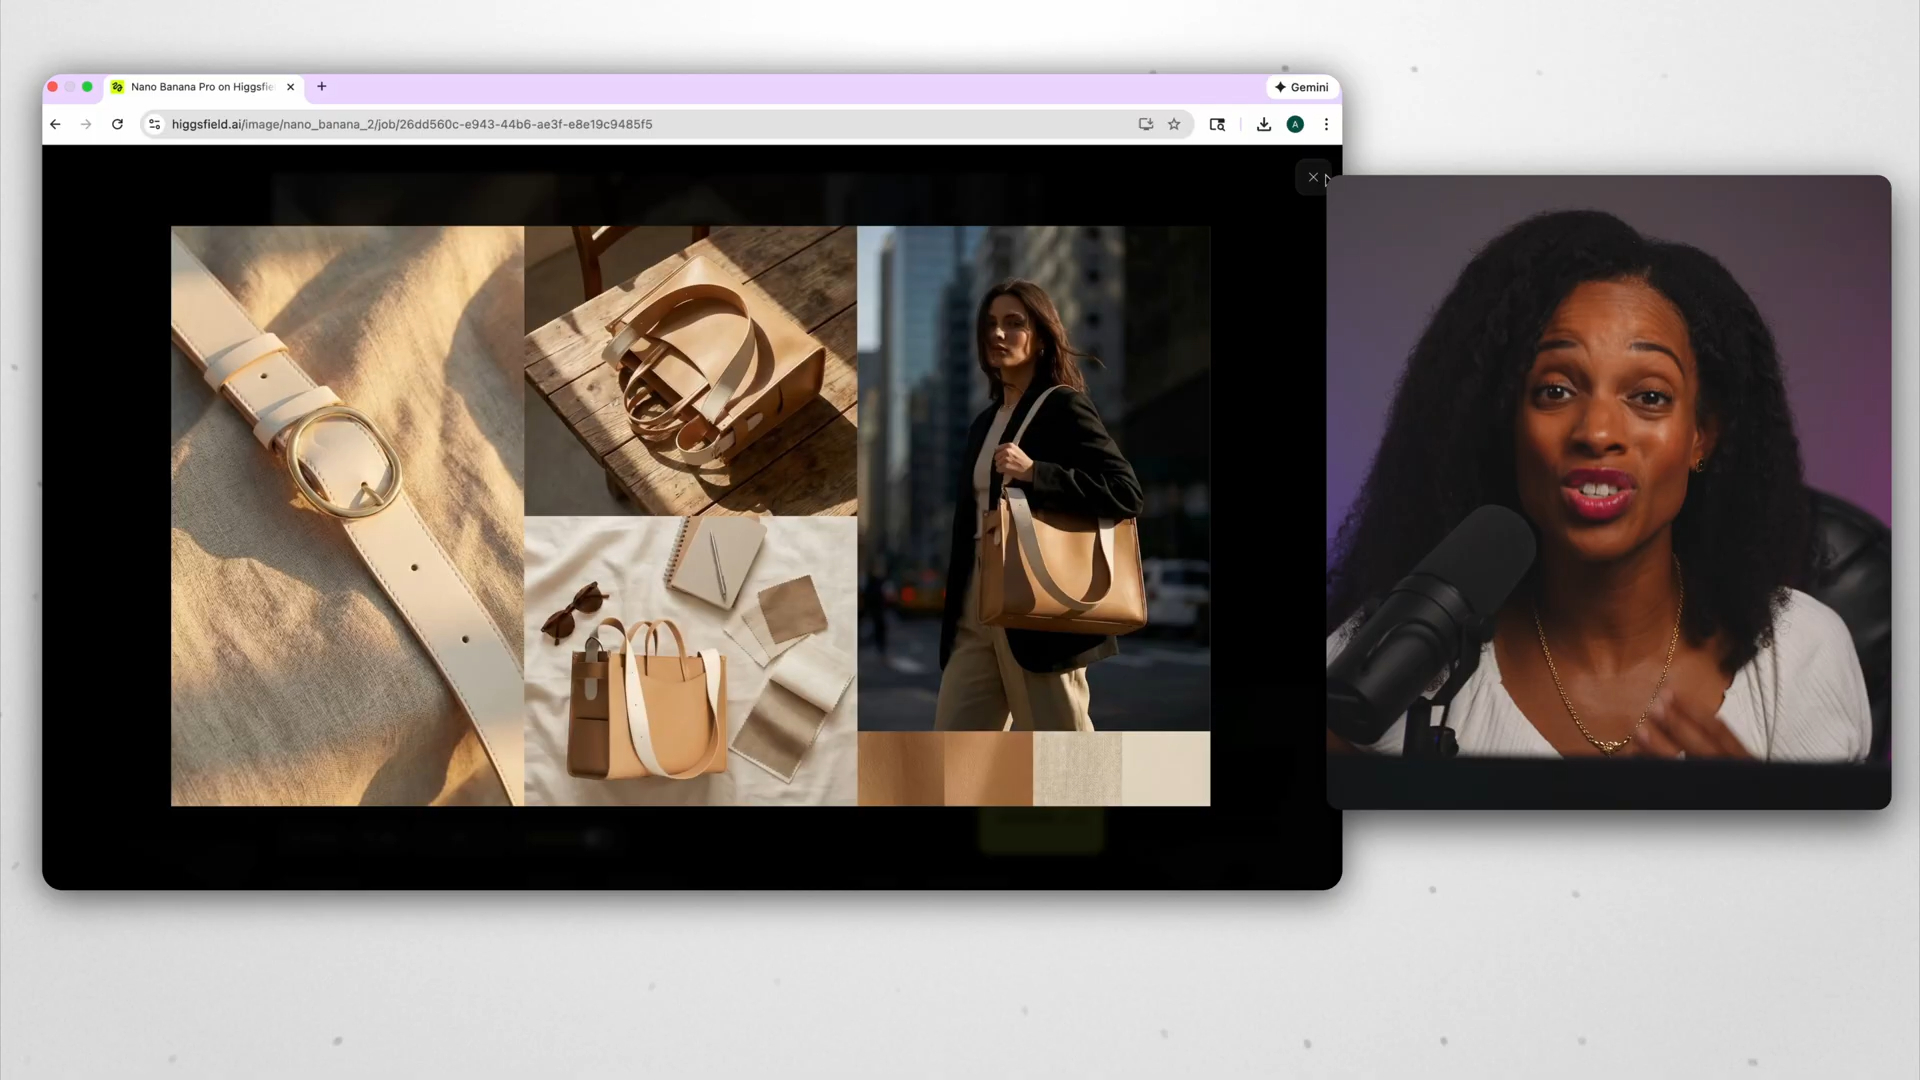 Nano Banana Pro on Higgsfie
Gemini
higgsfield.ai/image/nano_banana_2/job/26dd560c-e943-44b6-ae3f-e8e19c9485f5
A